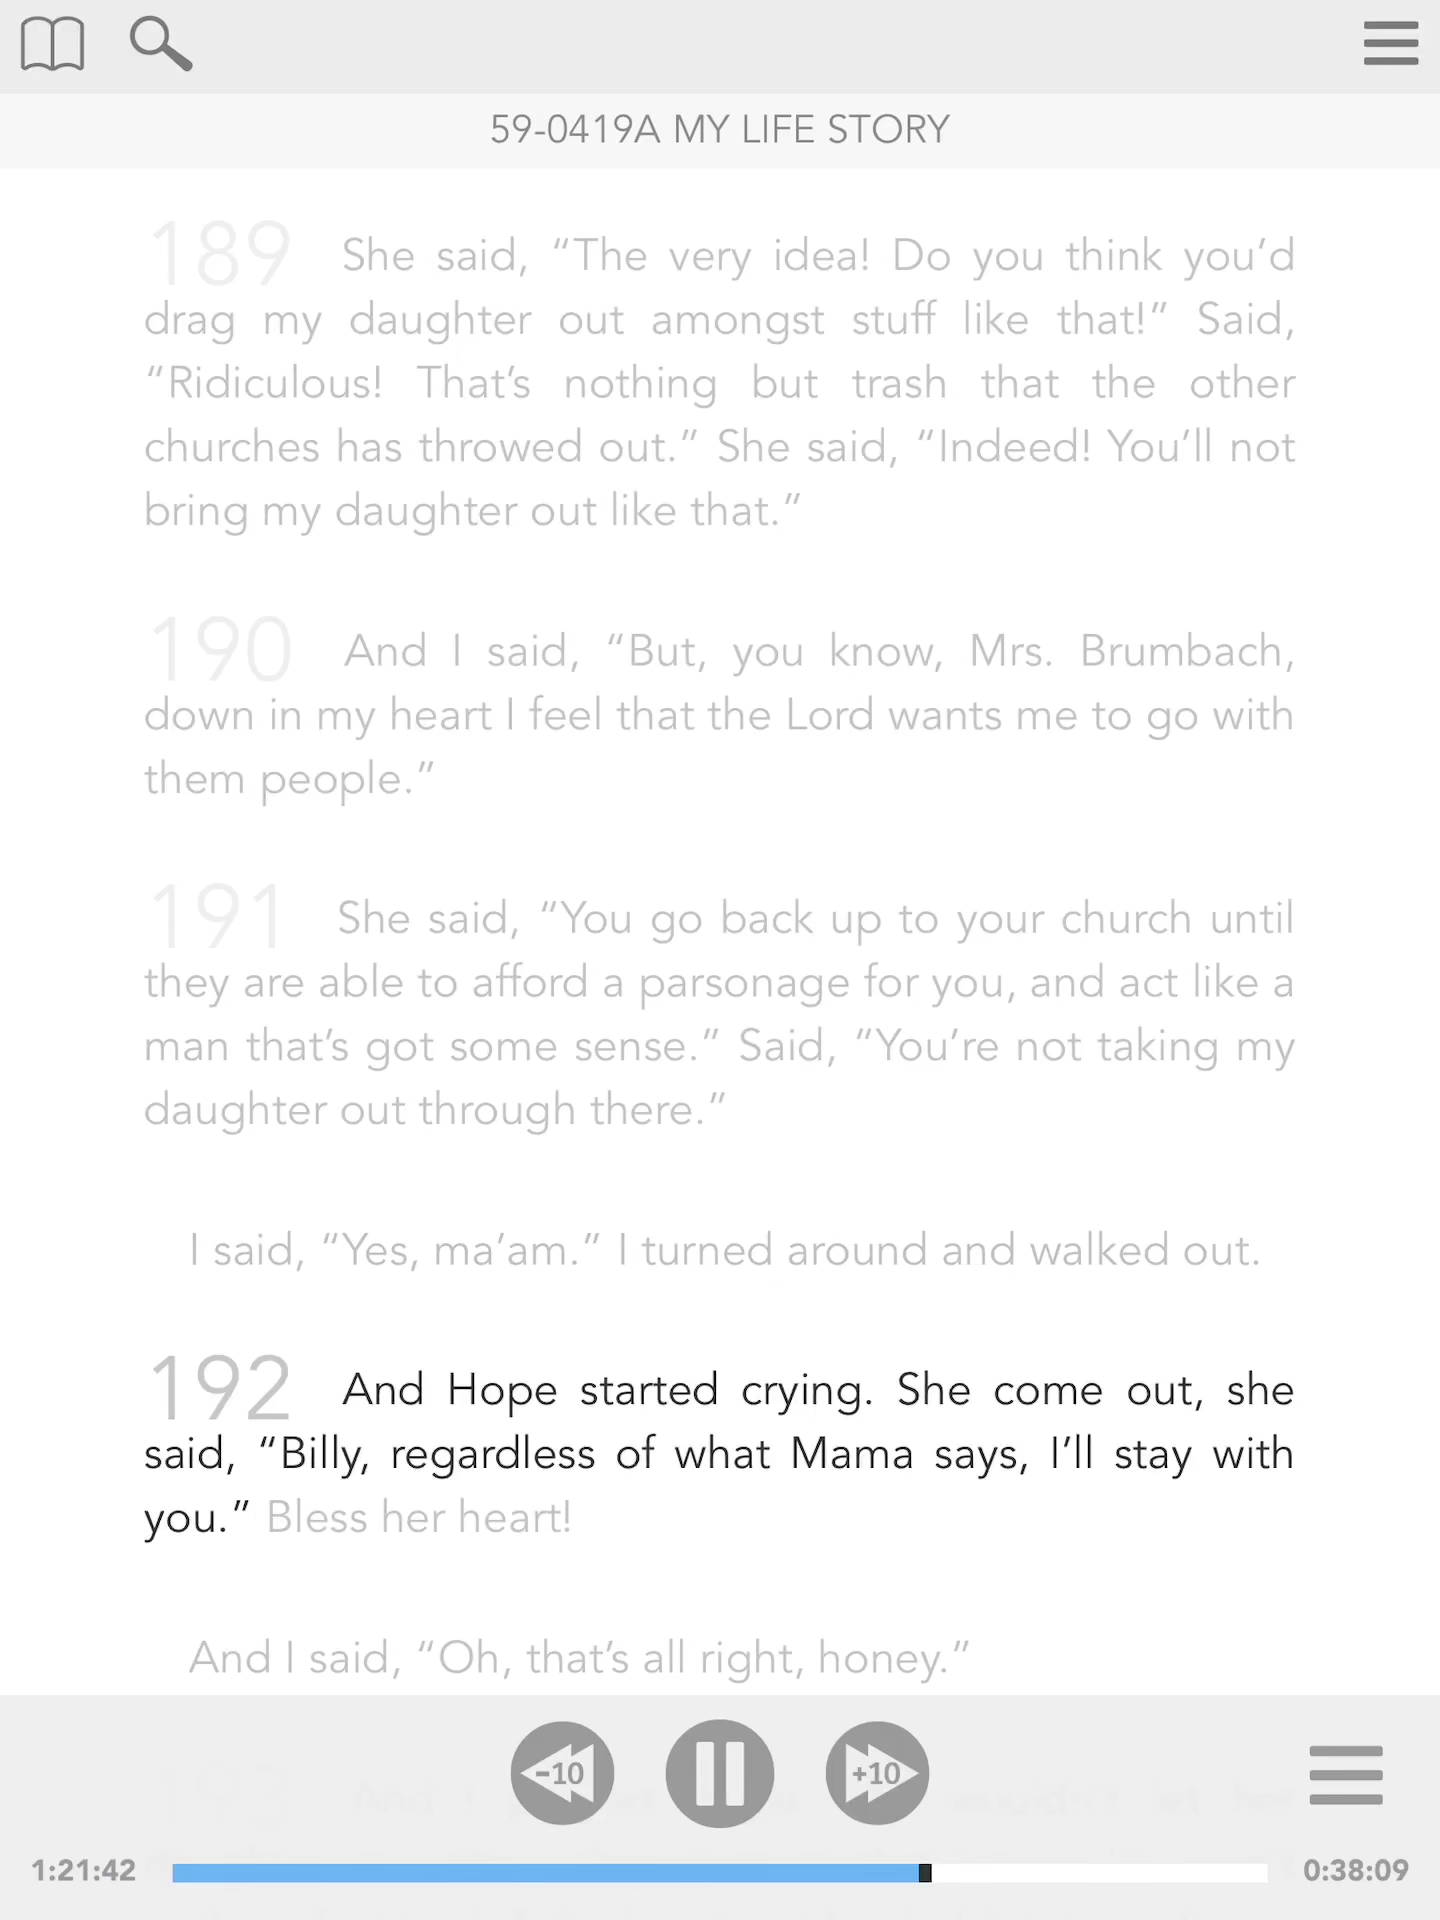 59-0419A MY LIFE STORY
189 She said, “The very idea! Do you think you’d
drag my daughter out amongst stuff like that!” Said,
“Ridiculous! That’s nothing but trash that the other
churches has throwed out.” She said, “Indeed! You’ll not
bring my daughter out like that.”
190 And I said, “But, you know, Mrs. Brumbach,
down in my heart I feel that the Lord wants me to go with
them people.”
191 She said, “You go back up to your church until
they are able to afford a parsonage for you, and act like a
man that’s got some sense.” Said, “You’re not taking my
daughter out through there.”
I said, “Yes, ma’am.” I turned around and walked out.
192 And Hope started crying. She come out, she
said, “Billy, regardless of what Mama says, I’ll stay with
you.” Bless her heart!
And I said, “Oh, that’s all right, honey.”
-10 +10
1:21:42 0:38:09